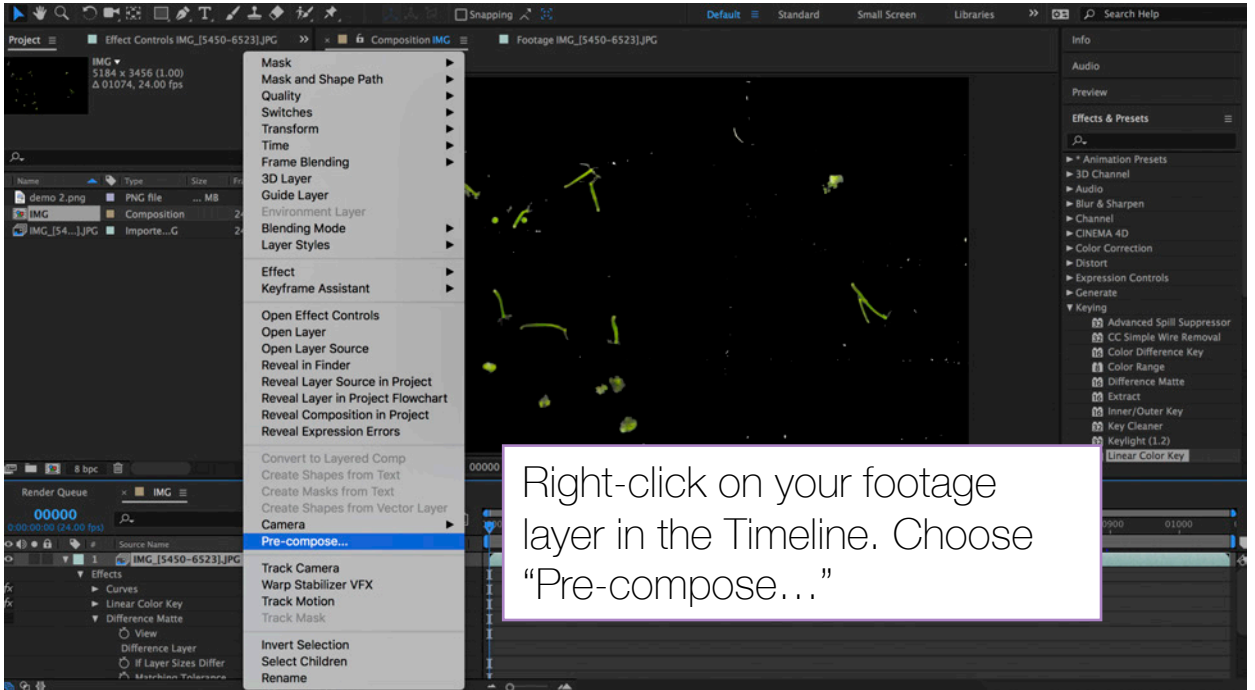 Snapping
Default
Standard
Small Screen
Libraries
Search Help
Project
Effect Controls IMG_[5450-6523].JPG
Composition IMG
Footage IMG_[5450-6523].JPG
IMG
5184 x 3456 (1.00)
Δ 01074, 24.00 fps
Name
Type
Size
demo 2.png
PNG file
... MB
IMG
Composition
IMG_[54...].JPG
Importe...G
8 bpc
Mask
Mask and Shape Path
Quality
Switches
Transform
Time
Frame Blending
3D Layer
Guide Layer
Environment Layer
Blending Mode
Layer Styles
Effect
Keyframe Assistant
Open Effect Controls
Open Layer
Open Layer Source
Reveal in Finder
Reveal Layer Source in Project
Reveal Layer in Project Flowchart
Reveal Composition in Project
Reveal Expression Errors
Convert to Layered Comp
Create Shapes from Text
Create Masks from Text
Create Shapes from Vector Layer
Camera
Pre-compose...
Track Camera
Warp Stabilizer VFX
Track Motion
Track Mask
Invert Selection
Select Children
Rename
Info
Audio
Preview
Effects & Presets
* Animation Presets
3D Channel
Audio
Blur & Sharpen
Channel
CINEMA 4D
Color Correction
Distort
Expression Controls
Generate
Keying
Advanced Spill Suppressor
CC Simple Wire Removal
Color Difference Key
Color Range
Difference Matte
Extract
Inner/Outer Key
Key Cleaner
Keylight (1.2)
Linear Color Key
00000
Right-click on your footage
layer in the Timeline. Choose
“Pre-compose…”
Render Queue
IMG
00000
0:00:00:00 (24.00 fps)
# Source Name
1 IMG_[5450-6523].JPG
Effects
fx Curves
fx Linear Color Key
Difference Matte
View
Difference Layer
If Layer Sizes Differ
Matching Tolerance
0900
01000